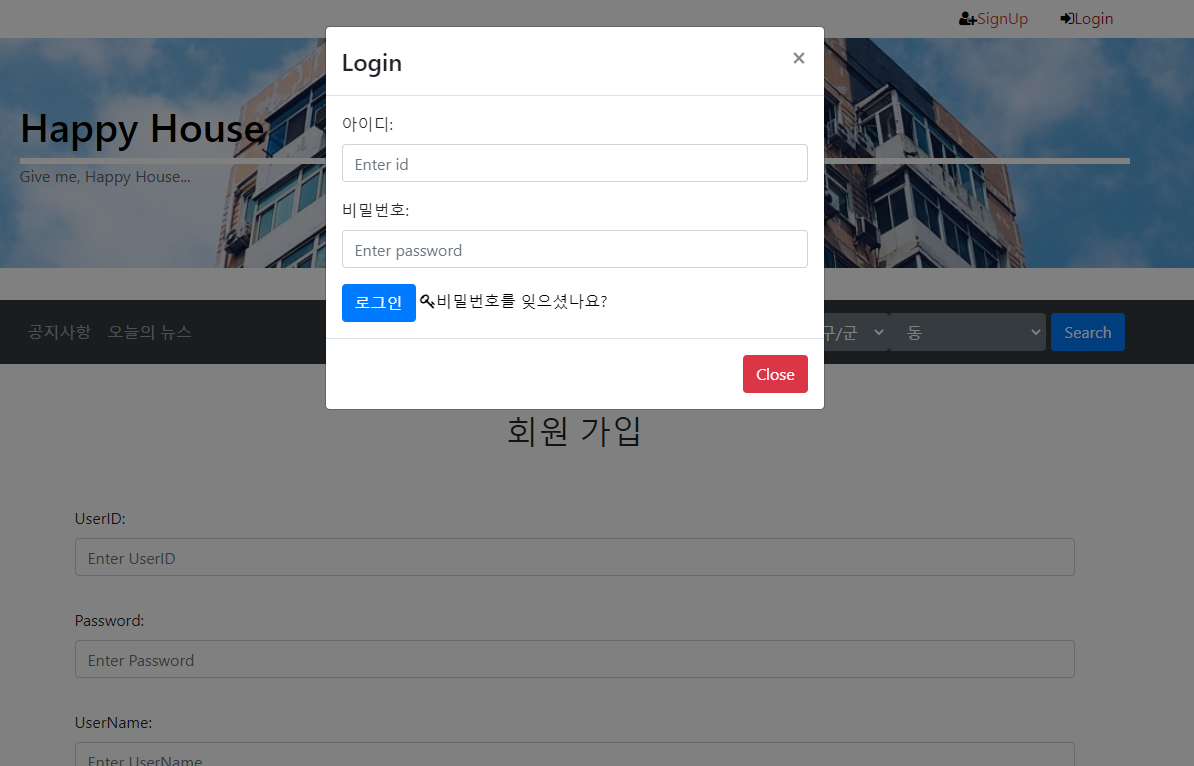 SignUp Login
Login ×
Happy House
Give me, Happy House...
아이디:
Enter id
비밀번호:
Enter password
로그인 비밀번호를 잊으셨나요?
공지사항 오늘의 뉴스 구/군 동 Search
Close
회원 가입
UserID:
Enter UserID
Password:
Enter Password
UserName:
Enter UserName